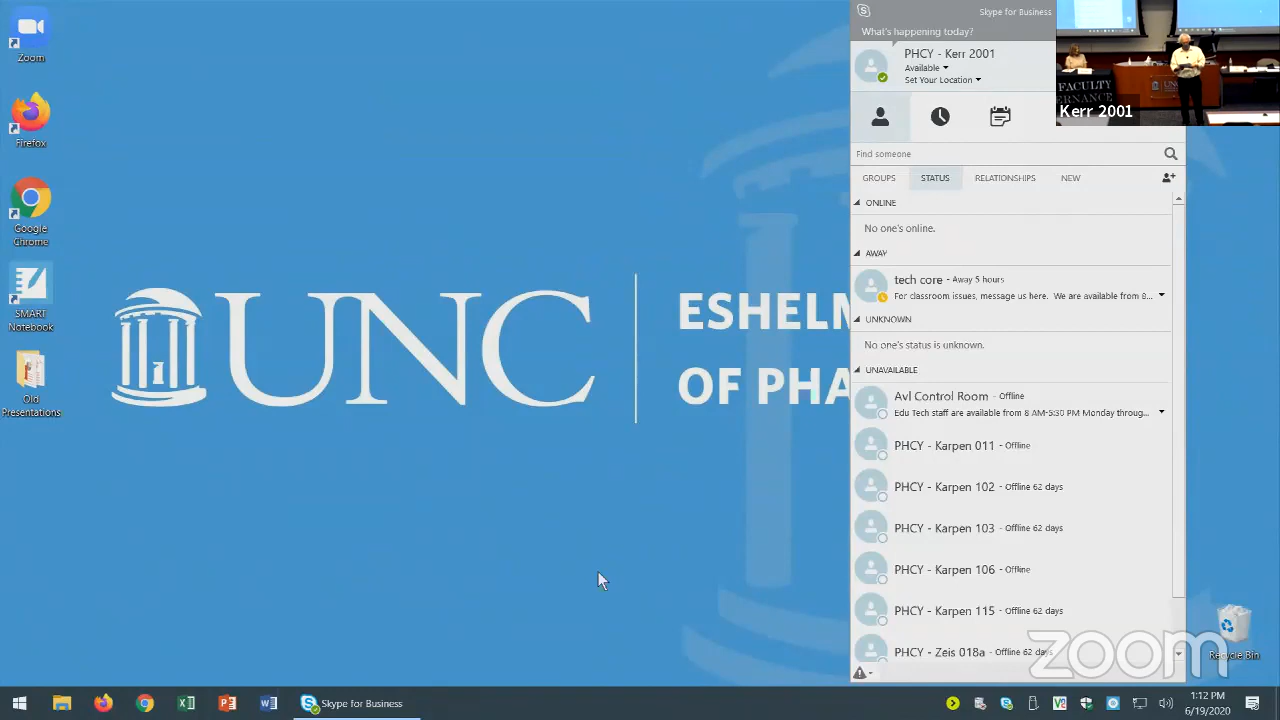 Zoom
Firefox
Google
Chrome
SMART
Notebook
Old
Presentations
UNC
ESHELM
OF PHA
Skype for Business
What's happening today?
PHCY - Kerr 2001
Available
Set Your Location
Find someone
GROUPS STATUS RELATIONSHIPS NEW
ONLINE
No one's online.
AWAY
tech core - Away 5 hours
For classroom issues, message us here. We are available from 8...
UNKNOWN
No one's status is unknown.
UNAVAILABLE
Avl Control Room - Offline
Edu Tech staff are available from 8 AM-5:30 PM Monday throug...
PHCY - Karpen 011 - Offline
PHCY - Karpen 102 - Offline 62 days
PHCY - Karpen 103 - Offline 62 days
PHCY - Karpen 106 - Offline
PHCY - Karpen 115 - Offline 62 days
PHCY - Zeis 018a - Offline 62 days
FACULTY
ERNANCE
UNC
Kerr 2001
zoom
Recycle Bin
Skype for Business
1:12 PM
6/19/2020